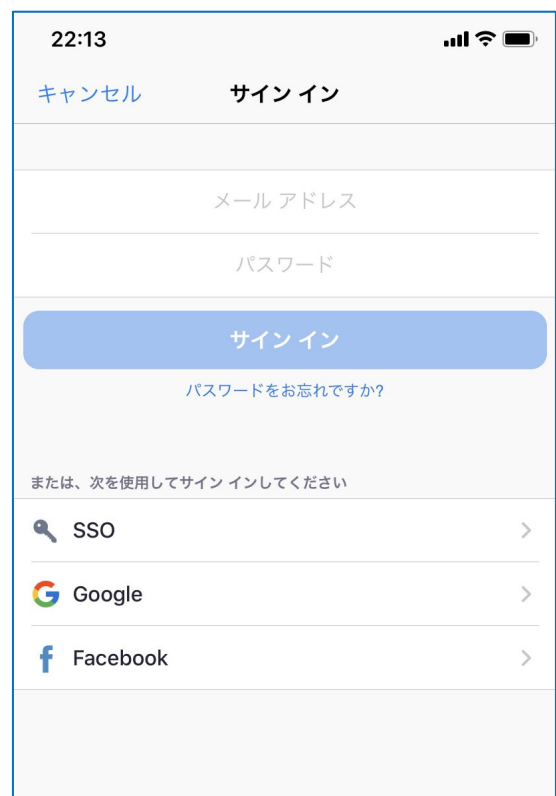 22:13
キャンセル サイン イン
メール アドレス
パスワード
サイン イン
パスワードをお忘れですか?
または、次を使用してサイン インしてください
SSO
Google
Facebook